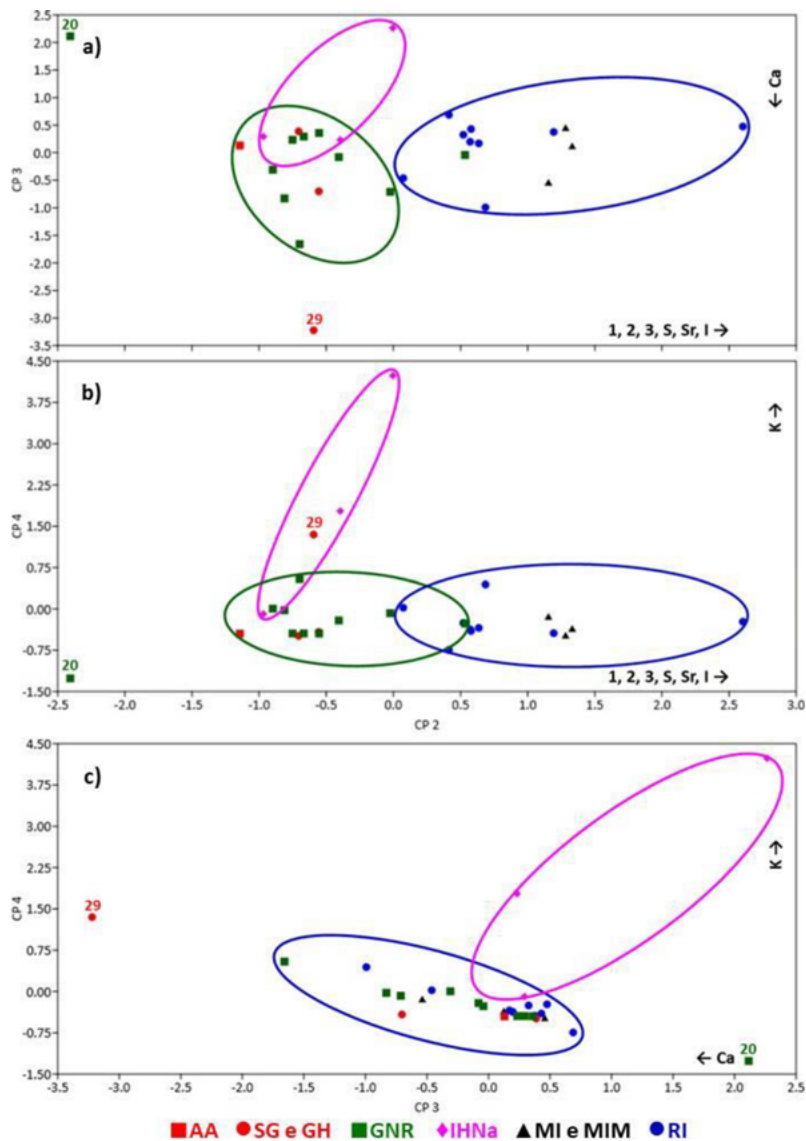 20
a)
2.5
2.0
1.5
1.0
0.5
0.0
-0.5
-1.0
-1.5
-2.0
-2.5
-3.0
-3.5
CP 3
← Ca
29
1, 2, 3, S, Sr, I →
b)
4.50
3.75
3.00
2.25
1.50
0.75
0.00
-0.75
-1.50
CP 4
K →
29
20
1, 2, 3, S, Sr, I →
-2.5 -2.0 -1.5 -1.0 -0.5 0.0 0.5 1.0 1.5 2.0 2.5 3.0
CP 2
c)
4.50
3.75
3.00
2.25
1.50
0.75
0.00
-0.75
-1.50
CP 4
K →
29
← Ca
20
-3.5 -3.0 -2.5 -2.0 -1.5 -1.0 -0.5 0.0 0.5 1.0 1.5 2.0 2.5
CP 3
AA SG e GH GNR IHNa MI e MIM RI